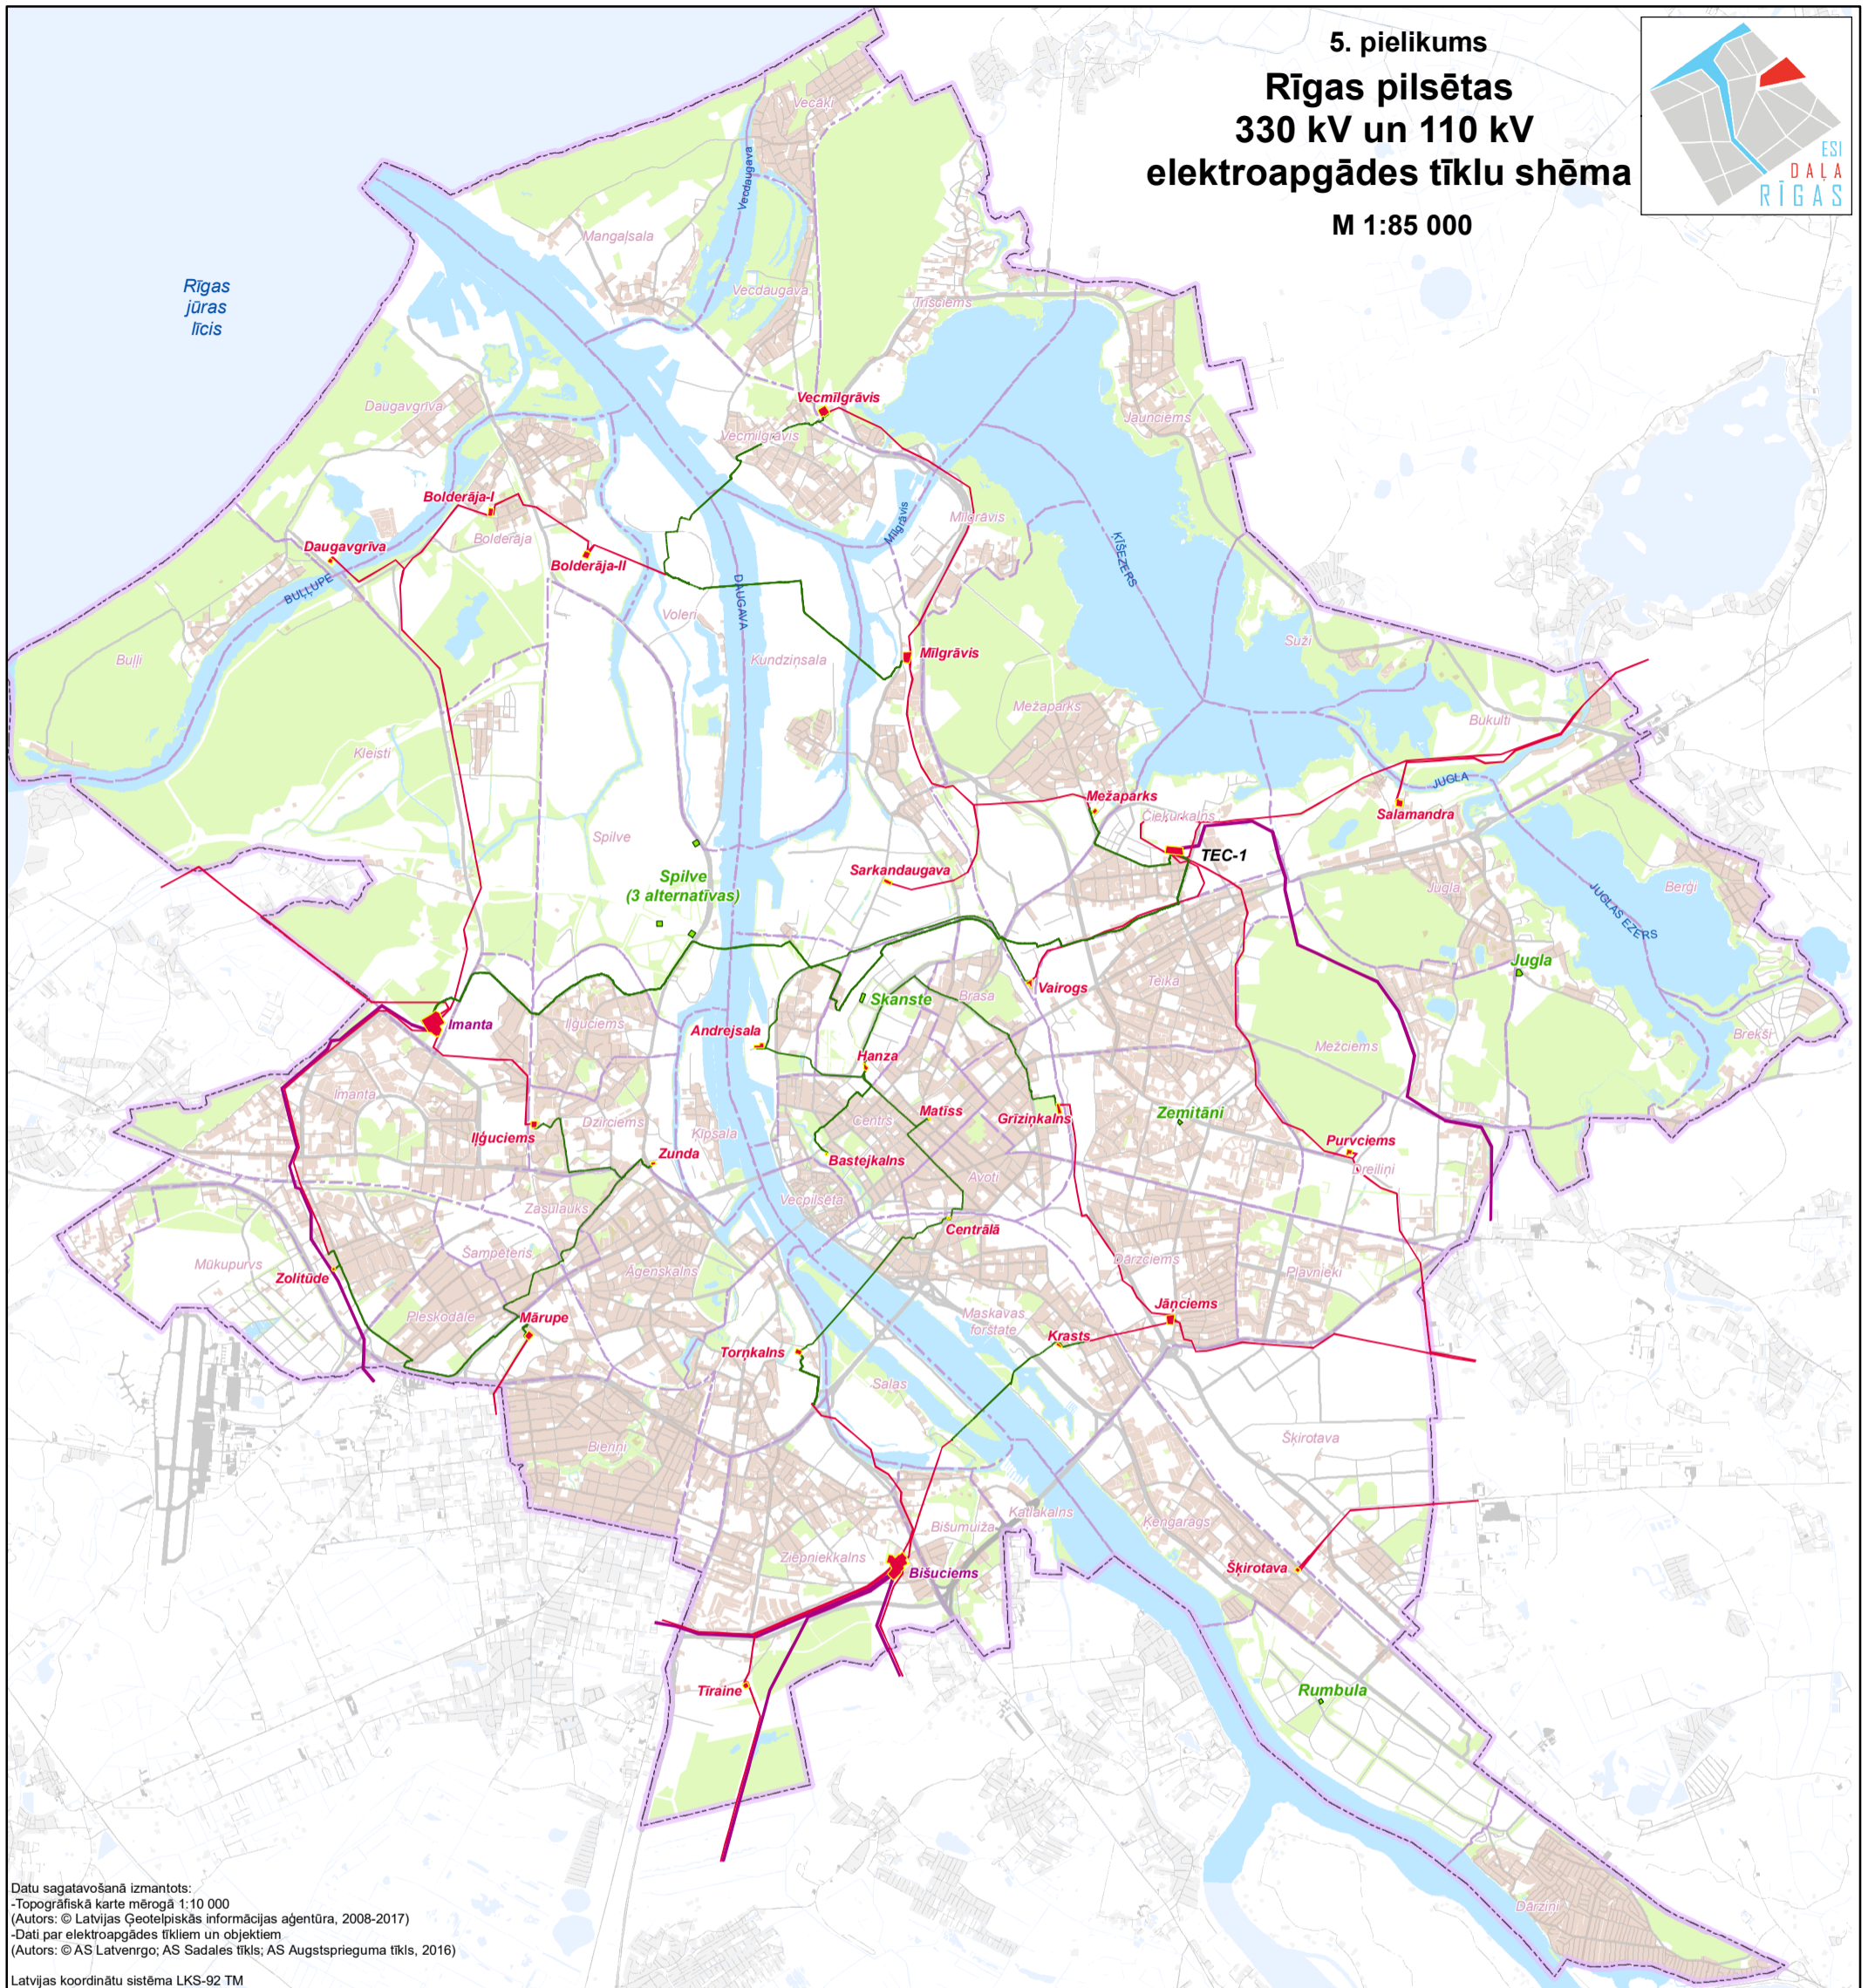 5. pielikums
Rīgas pilsētas
330 kV un 110 kV
elektroapgādes tīklu shēma
M 1:85 000
ESI
DAĻA
RĪGAS
Rīgas
jūras
līcis
Vecāķi
Vecdaugava
Mangaļsala
Vecdaugava
Trīsciems
Daugavgrīva
Vecmīlgrāvis
Vecmīlgrāvis
Jaunciems
Bolderāja-I
Bolderāja
Mīlgrāvis
Mīlgrāvis
Daugavgrīva
Bolderāja-II
ĶĪŠEZERS
BUĻĻUPE
DAUGAVA
Voleri
Suži
Buļļi
Kundziņsala
Mīlgrāvis
Mežaparks
Bukulti
Kleisti
JUGLA
Mežaparks
Ciekurkalns
Salamandra
Spilve
TEC-1
Spilve
(3 alternatīvas)
Sarkandaugava
Jugla
Berģi
JUGLAS EZERS
Jugla
Teika
Vairogs
Skanste
Brasa
Imanta
Iļģuciems
Andrejsala
Brekši
Mežciems
Hanza
Imanta
Matīss
Grīziņkalns
Zemitāni
Centrs
Dzirciems
Ķīpsala
Iļģuciems
Purvciems
Zunda
Bastejkalns
Dreiliņi
Avoti
Vecpilsēta
Zasulauks
Centrālā
Mūkupurvs
Šampēteris
Dārzciems
Āgenskalns
Pļavnieki
Zolitūde
Pleskodāle
Mārupe
Maskavas
forštate
Jāņciems
Krasts
Torņkalns
Salas
Bieriņi
Šķirotava
Katlakalns
Ķengarags
Bišumuiža
Ziepniekkalns
Bišuciems
Šķirotava
Tīraine
Rumbula
Dārziņi
Datu sagatavošanā izmantots:
-Topogrāfiskā karte mērogā 1:10 000
(Autors: © Latvijas Ģeotelpiskās informācijas aģentūra, 2008-2017)
-Dati par elektroapgādes tīkliem un objektiem
(Autors: © AS Latvenrgo; AS Sadales tīkls; AS Augstsprieguma tīkls, 2016)
Latvijas koordinātu sistēma LKS-92 TM